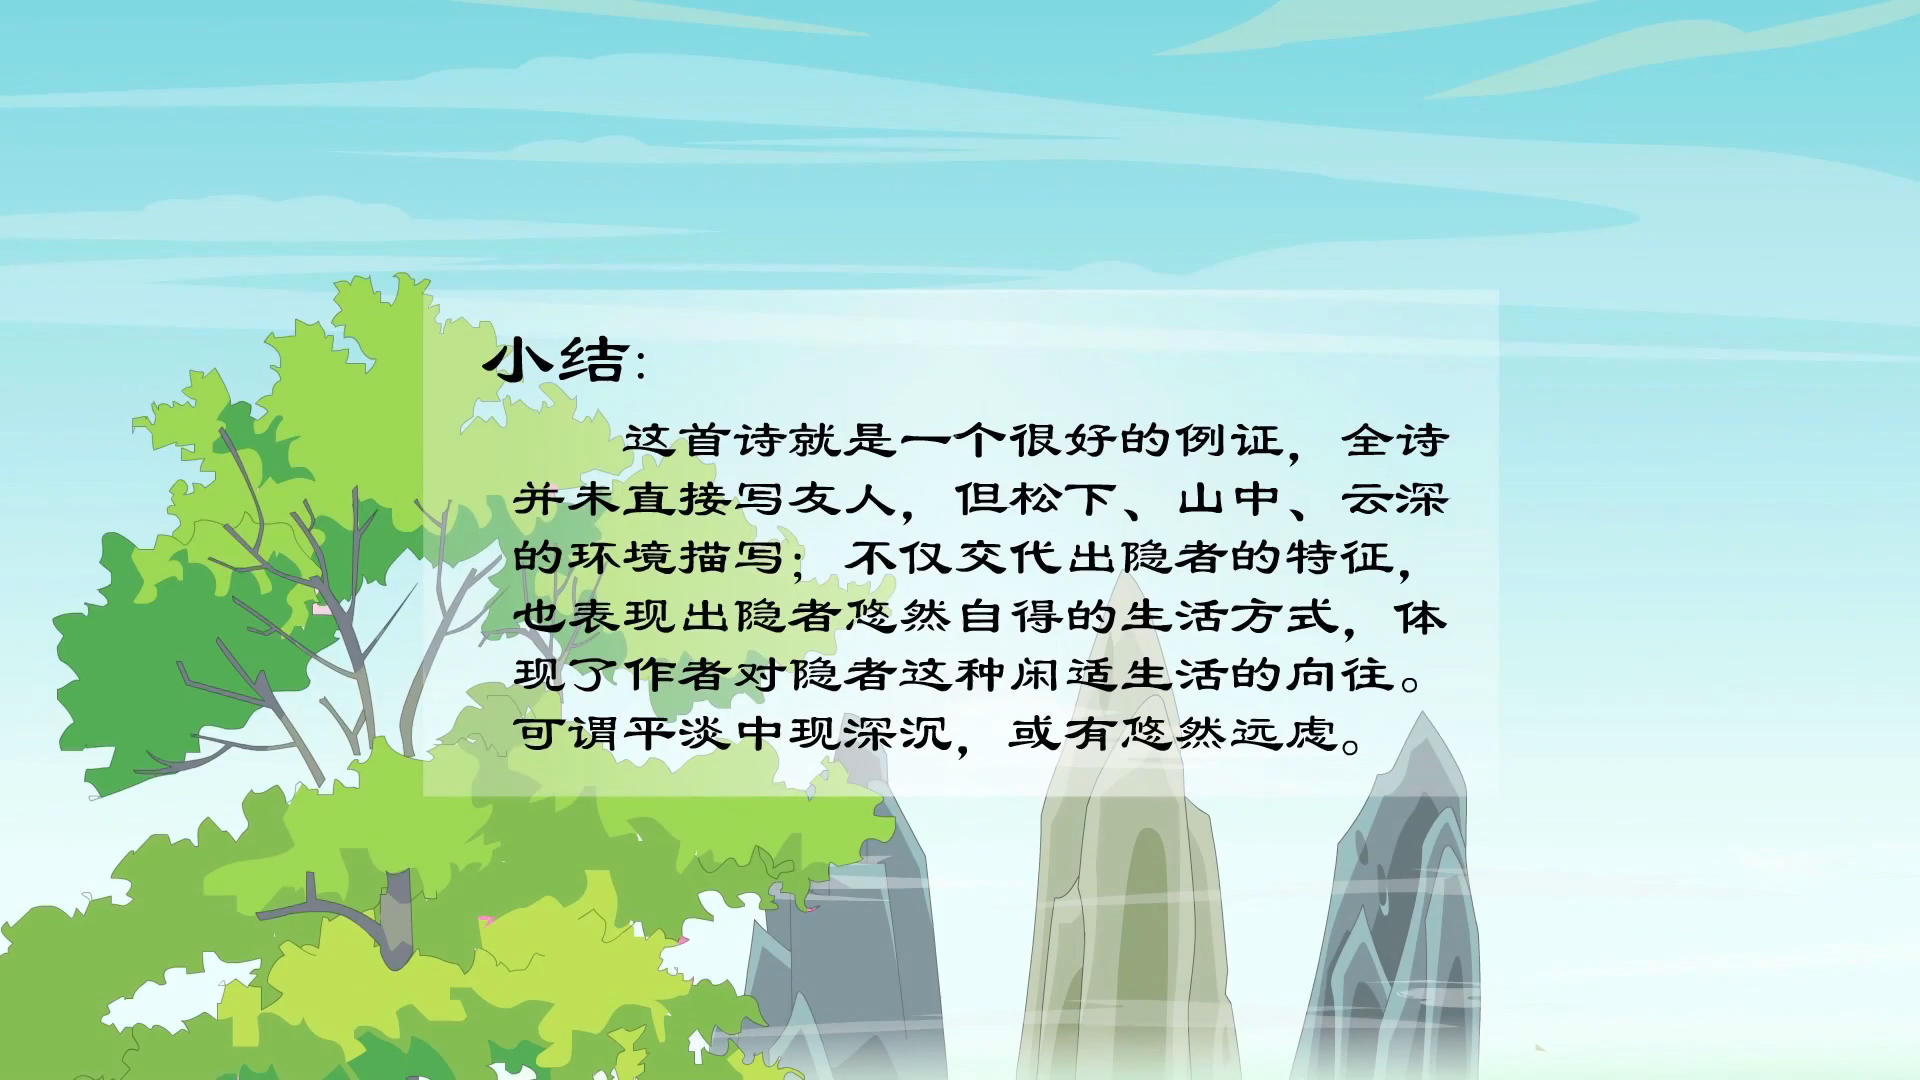 小结:
这首诗就是一个很好的例证，全诗
并未直接写友人，但松下、山中、云深
的环境描写；不仅交代出隐者的特征，
也表现出隐者悠然自得的生活方式，体
现了作者对隐者这种闲适生活的向往。
可谓平淡中现深沉，或有悠然远虑。